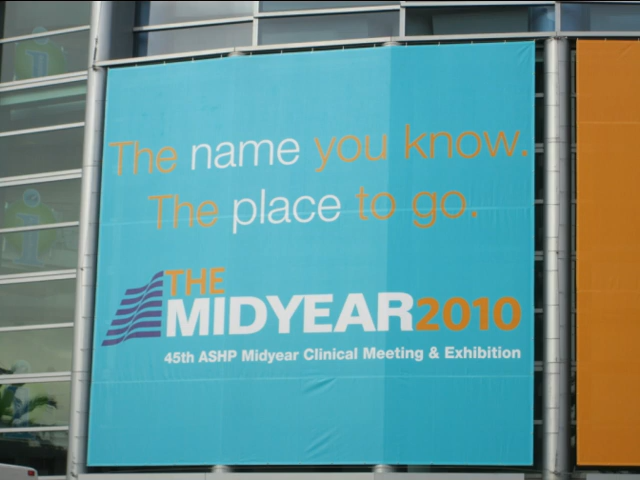 The name you know.
The place to go.
THE
MIDYEAR2010
45th ASHP Midyear Clinical Meeting & Exhibition